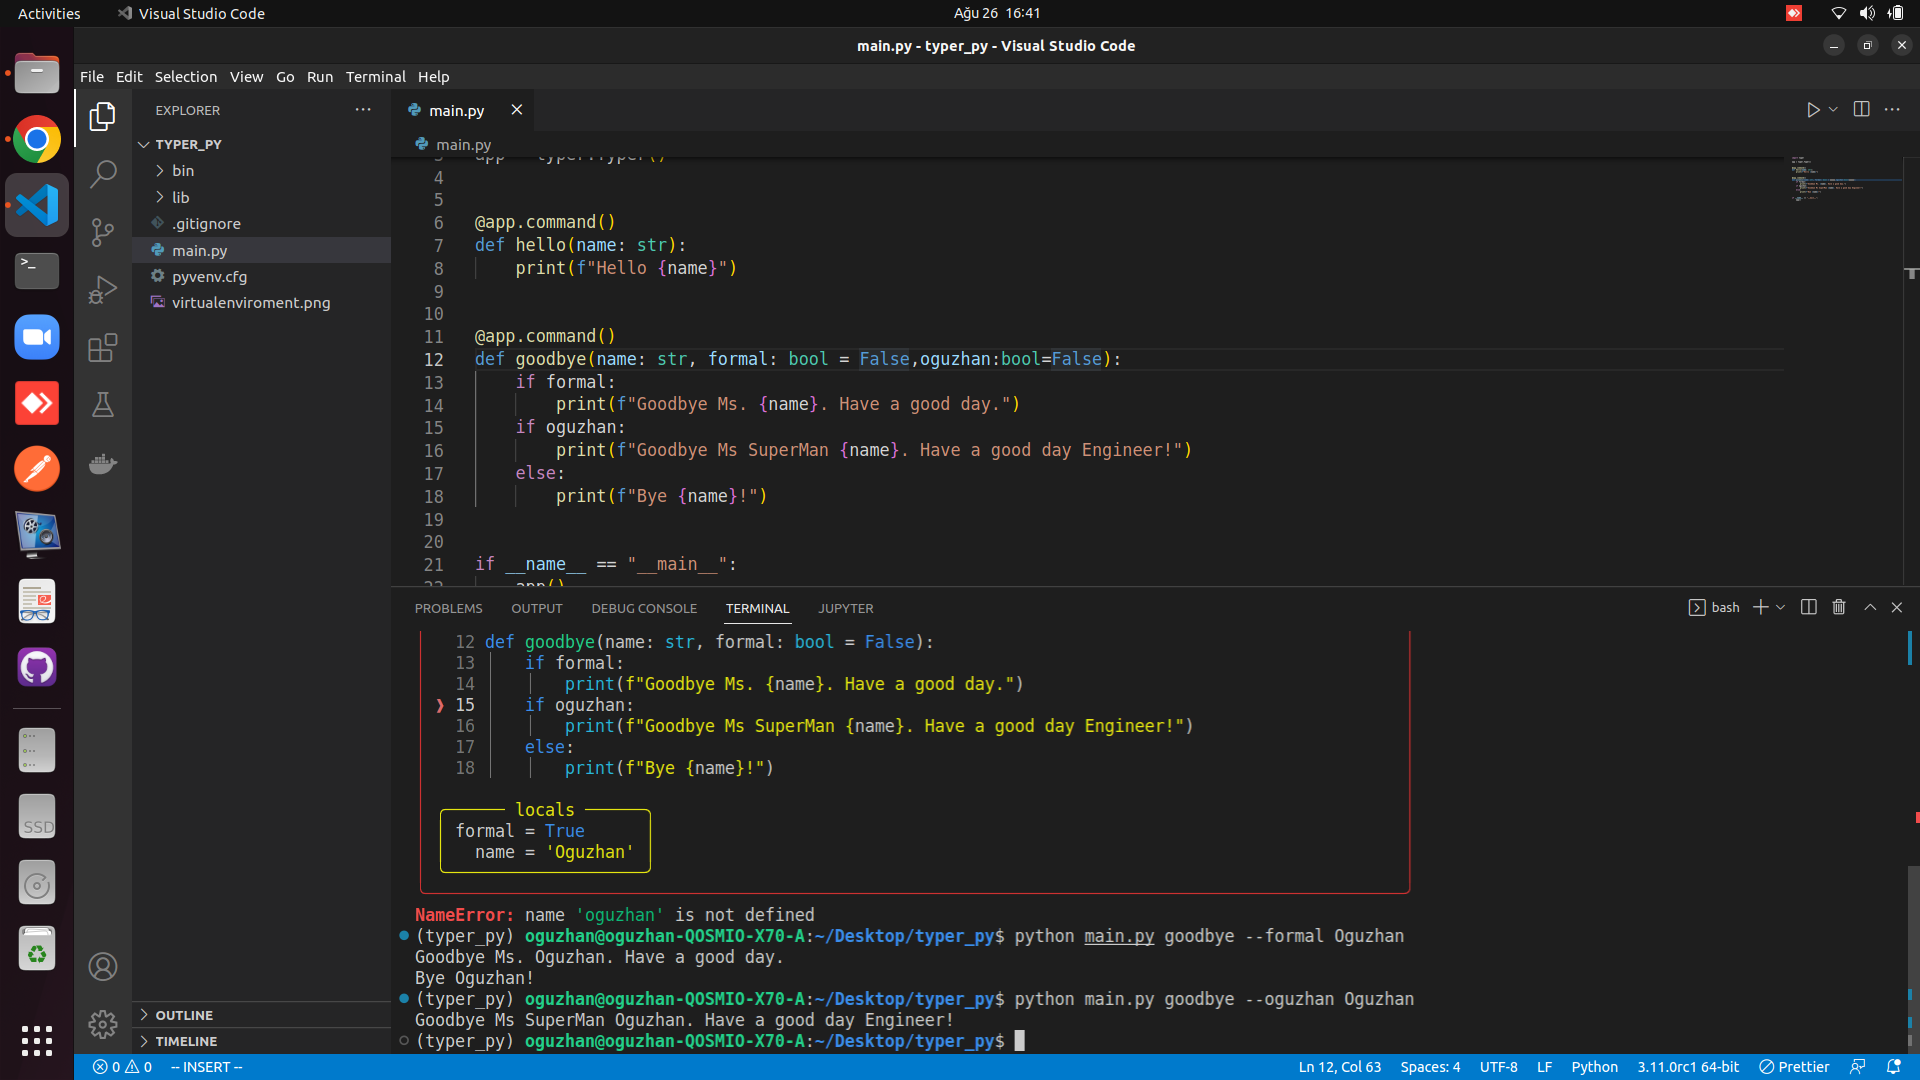 Activities
Visual Studio Code
Ağu 26 16:41
main.py - typer_py - Visual Studio Code
File Edit Selection View Go Run Terminal Help
EXPLORER
TYPER_PY
bin
lib
.gitignore
main.py
pyvenv.cfg
virtualenviroment.png
OUTLINE
TIMELINE
SSD
main.py
main.py
3 app = typer.Typer()
4
5
6 @app.command()
7 def hello(name: str):
8 print(f"Hello {name}")
9
10
11 @app.command()
12 def goodbye(name: str, formal: bool = False,oguzhan:bool=False):
13 if formal:
14 print(f"Goodbye Ms. {name}. Have a good day.")
15 if oguzhan:
16 print(f"Goodbye Ms SuperMan {name}. Have a good day Engineer!")
17 else:
18 print(f"Bye {name}!")
19
20
21 if __name__ == "__main__":
22 app()
PROBLEMS OUTPUT DEBUG CONSOLE TERMINAL JUPYTER
bash
12 def goodbye(name: str, formal: bool = False):
13 if formal:
14 print(f"Goodbye Ms. {name}. Have a good day.")
❱ 15 if oguzhan:
16 print(f"Goodbye Ms SuperMan {name}. Have a good day Engineer!")
17 else:
18 print(f"Bye {name}!")
locals
formal = True
name = 'Oguzhan'
NameError: name 'oguzhan' is not defined
(typer_py) oguzhan@oguzhan-QOSMIO-X70-A:~/Desktop/typer_py$ python main.py goodbye --formal Oguzhan
Goodbye Ms. Oguzhan. Have a good day.
Bye Oguzhan!
(typer_py) oguzhan@oguzhan-QOSMIO-X70-A:~/Desktop/typer_py$ python main.py goodbye --oguzhan Oguzhan
Goodbye Ms SuperMan Oguzhan. Have a good day Engineer!
(typer_py) oguzhan@oguzhan-QOSMIO-X70-A:~/Desktop/typer_py$
0 0 -- INSERT --
Ln 12, Col 63 Spaces: 4 UTF-8 LF Python 3.11.0rc1 64-bit Prettier